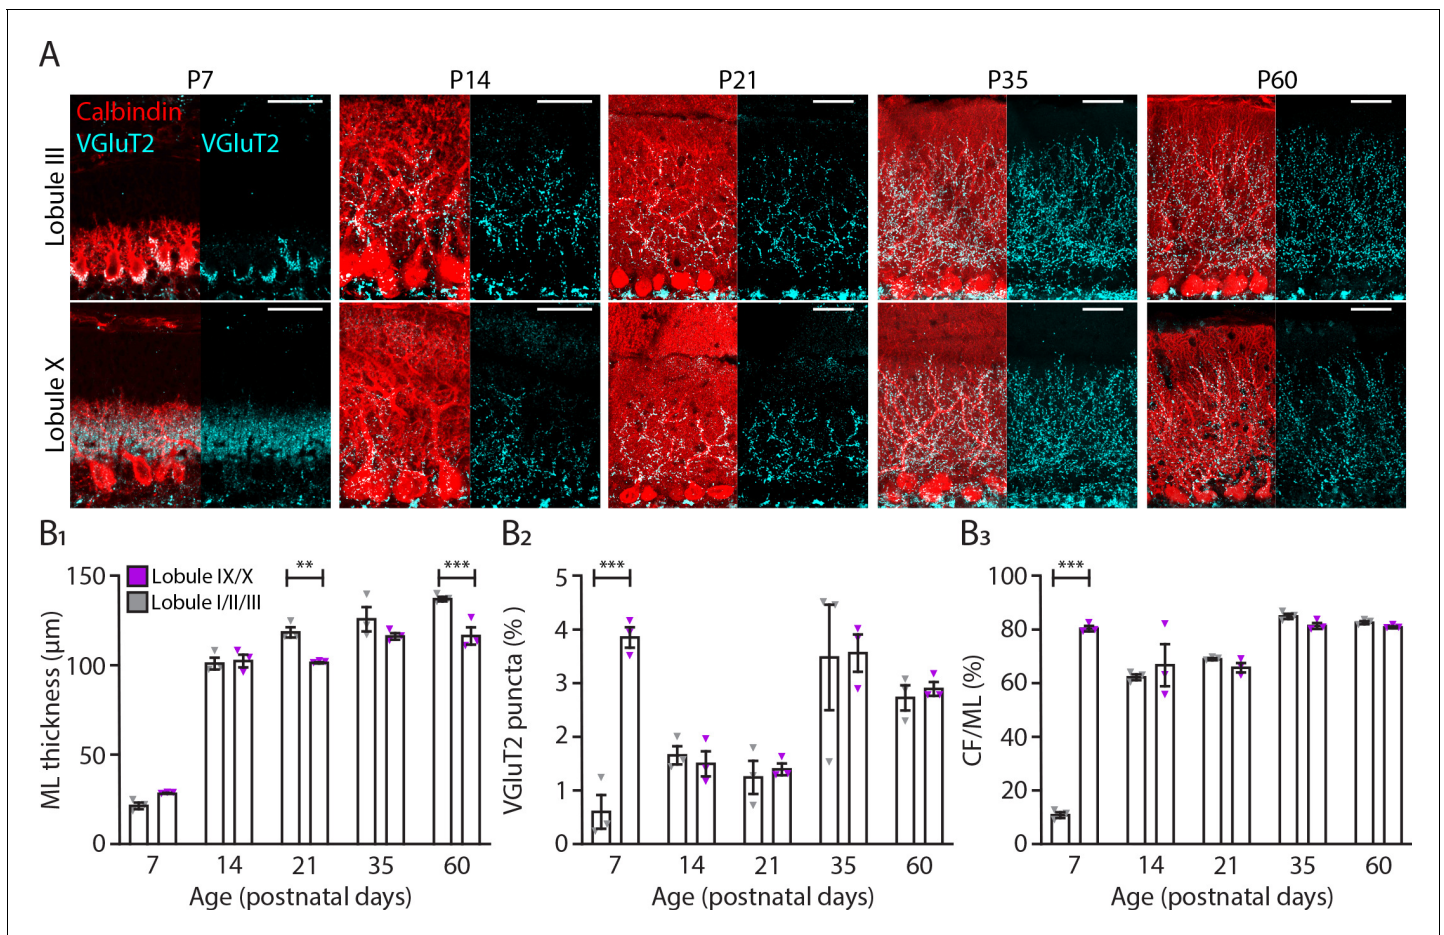 A
P7 P14 P21 P35 P60
Calbindin
VGluT2 VGluT2
Lobule III
Lobule X
B1 B2 B3
Lobule IX/X
Lobule I/II/III
ML thickness (μm)
150
100
50
0
** ***
7 14 21 35 60
Age (postnatal days)
VGluT2 puncta (% )
5
4
3
2
1
0
***
7 14 21 35 60
Age (postnatal days)
CF/ML (%)
100
80
60
40
20
0
***
7 14 21 35 60
Age (postnatal days)